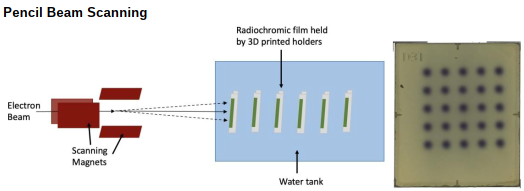 Pencil Beam Scanning
Radiochromic film held
by 3D printed holders
Electron
Beam
Scanning
Magnets
Water tank